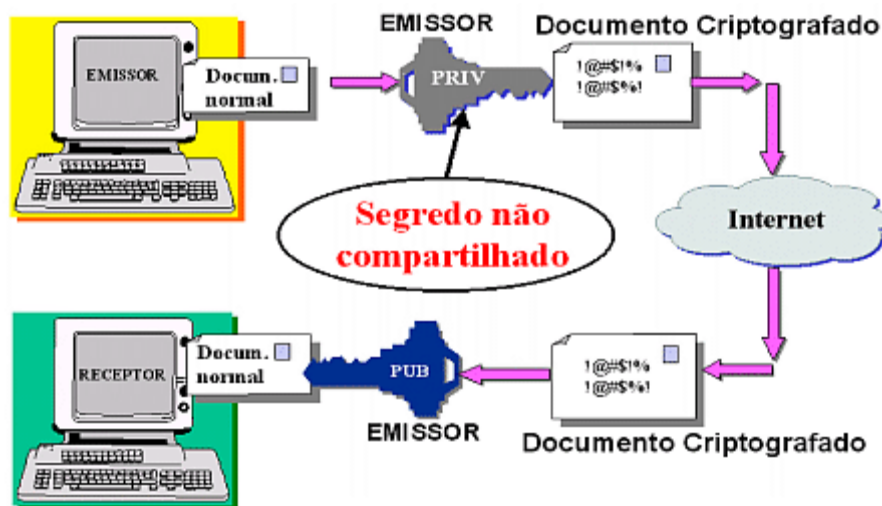 EMISSOR
Documento Criptografado
EMISSOR
Docum.
normal
PRIV
!@#$!%
!@#$%!
Segredo não
compartilhado
Internet
RECEPTOR
Docum.
normal
PUB
!@#$!%
!@#$%!
EMISSOR
Documento Criptografado